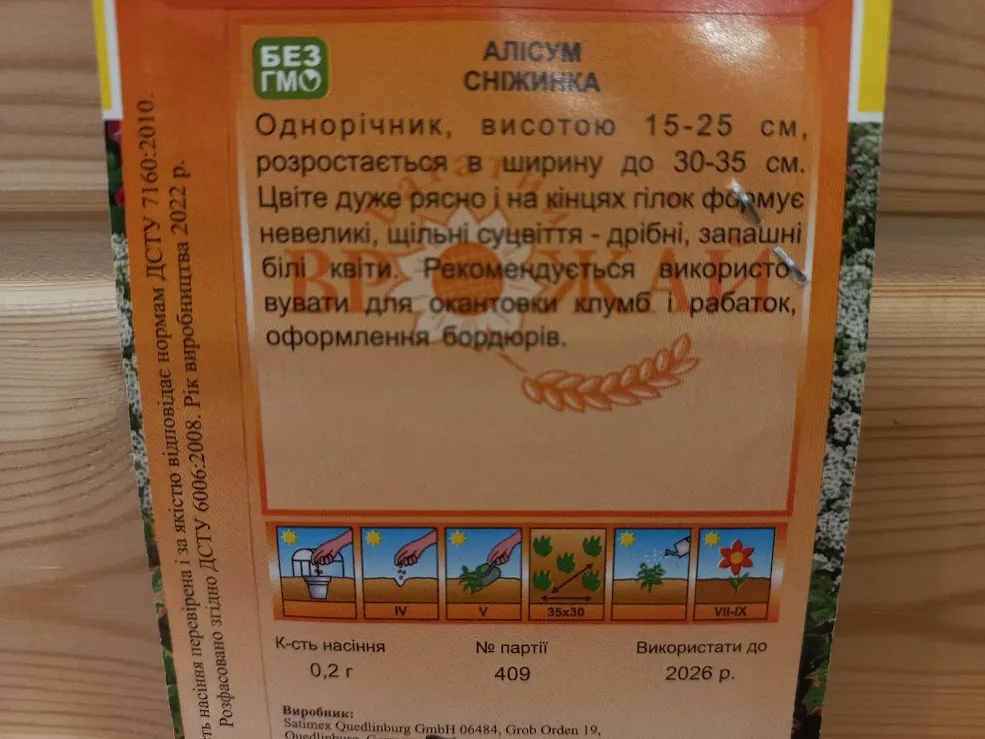 БЕЗ
ГМО
АЛІСУМ
СНІЖИНКА
Однорічник, висотою 15-25 см,
розростається в ширину до 30-35 см.
Цвіте дуже рясно і на кінцях гілок формує
невеликі, щільні суцвіття - дрібні, запашні
білі квіти. Рекомендується використо-
вувати для окантовки клумб і рабаток,
оформлення бордюрів.
Багатий
ВРОЖАЙ
IV
V
35x30
VII-IX
К-сть насіння
0,2 г
№ партії
409
Використати до
2026 р.
Виробник:
Satimex Quedlinburg GmbH 06484, Grob Orden 19,
Quedlinburg, Germany
ть насіння перевірена і за якістю відповідає нормам ДСТУ 7160:2010.
Розфасовано згідно ДСТУ 6006:2008. Рік виробництва 2022 р.